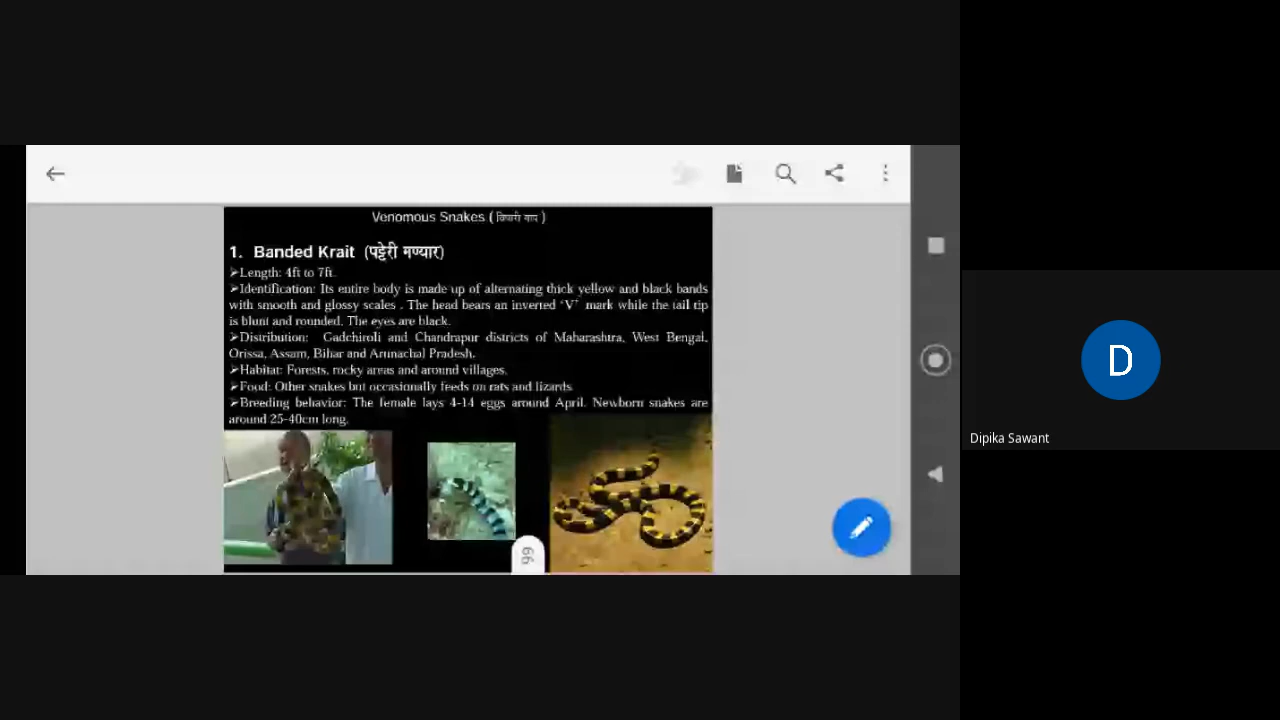 Venomous Snakes ( विषारी साप )
1. Banded Krait (पट्टेरी मण्यार)
➢Length: 4ft to 7ft.
➢Identification: Its entire body is made up of alternating thick yellow and black bands
with smooth and glossy scales . The head bears an inverted ‘V’ mark while the tail tip
is blunt and rounded. The eyes are black.
➢Distribution: Gadchiroli and Chandrapur districts of Maharashtra, West Bengal,
Orissa, Assam, Bihar and Arunachal Pradesh.
➢Habitat: Forests, rocky areas and around villages.
➢Food: Other snakes but occasionally feeds on rats and lizards.
➢Breeding behavior: The female lays 4-14 eggs around April. Newborn snakes are
around 25-40cm long.
66
D
Dipika Sawant